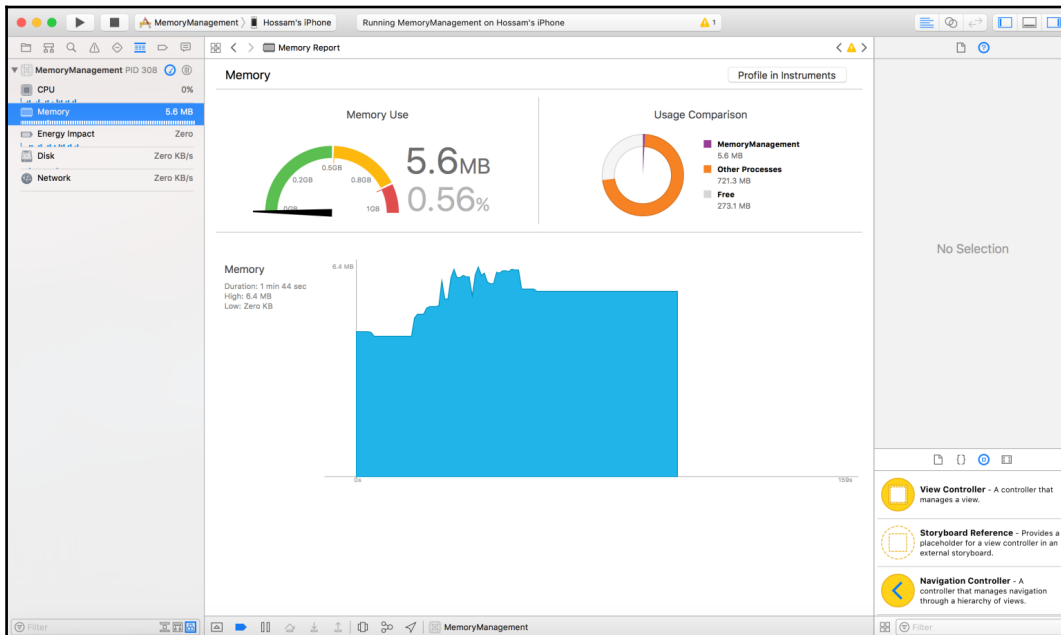 MemoryManagement
Hossam's iPhone
Running MemoryManagement on Hossam's iPhone
1
Memory Report
MemoryManagement PID 308
CPU
0%
Memory
5.6 MB
Energy Impact
Zero
Disk
Zero KB/s
Network
Zero KB/s
Memory
Profile in Instruments
Memory Use
0GB
0.2GB
0.5GB
0.8GB
1GB
5.6MB
0.56%
Usage Comparison
MemoryManagement
5.6 MB
Other Processes
721.3 MB
Free
273.1 MB
Memory
Duration: 1 min 44 sec
High: 6.4 MB
Low: Zero KB
6.4 MB
0s
159s
No Selection
View Controller - A controller that
manages a view.
Storyboard Reference - Provides a
placeholder for a view controller in an
external storyboard.
Navigation Controller - A
controller that manages navigation
through a hierarchy of views.
Filter
MemoryManagement
Filter